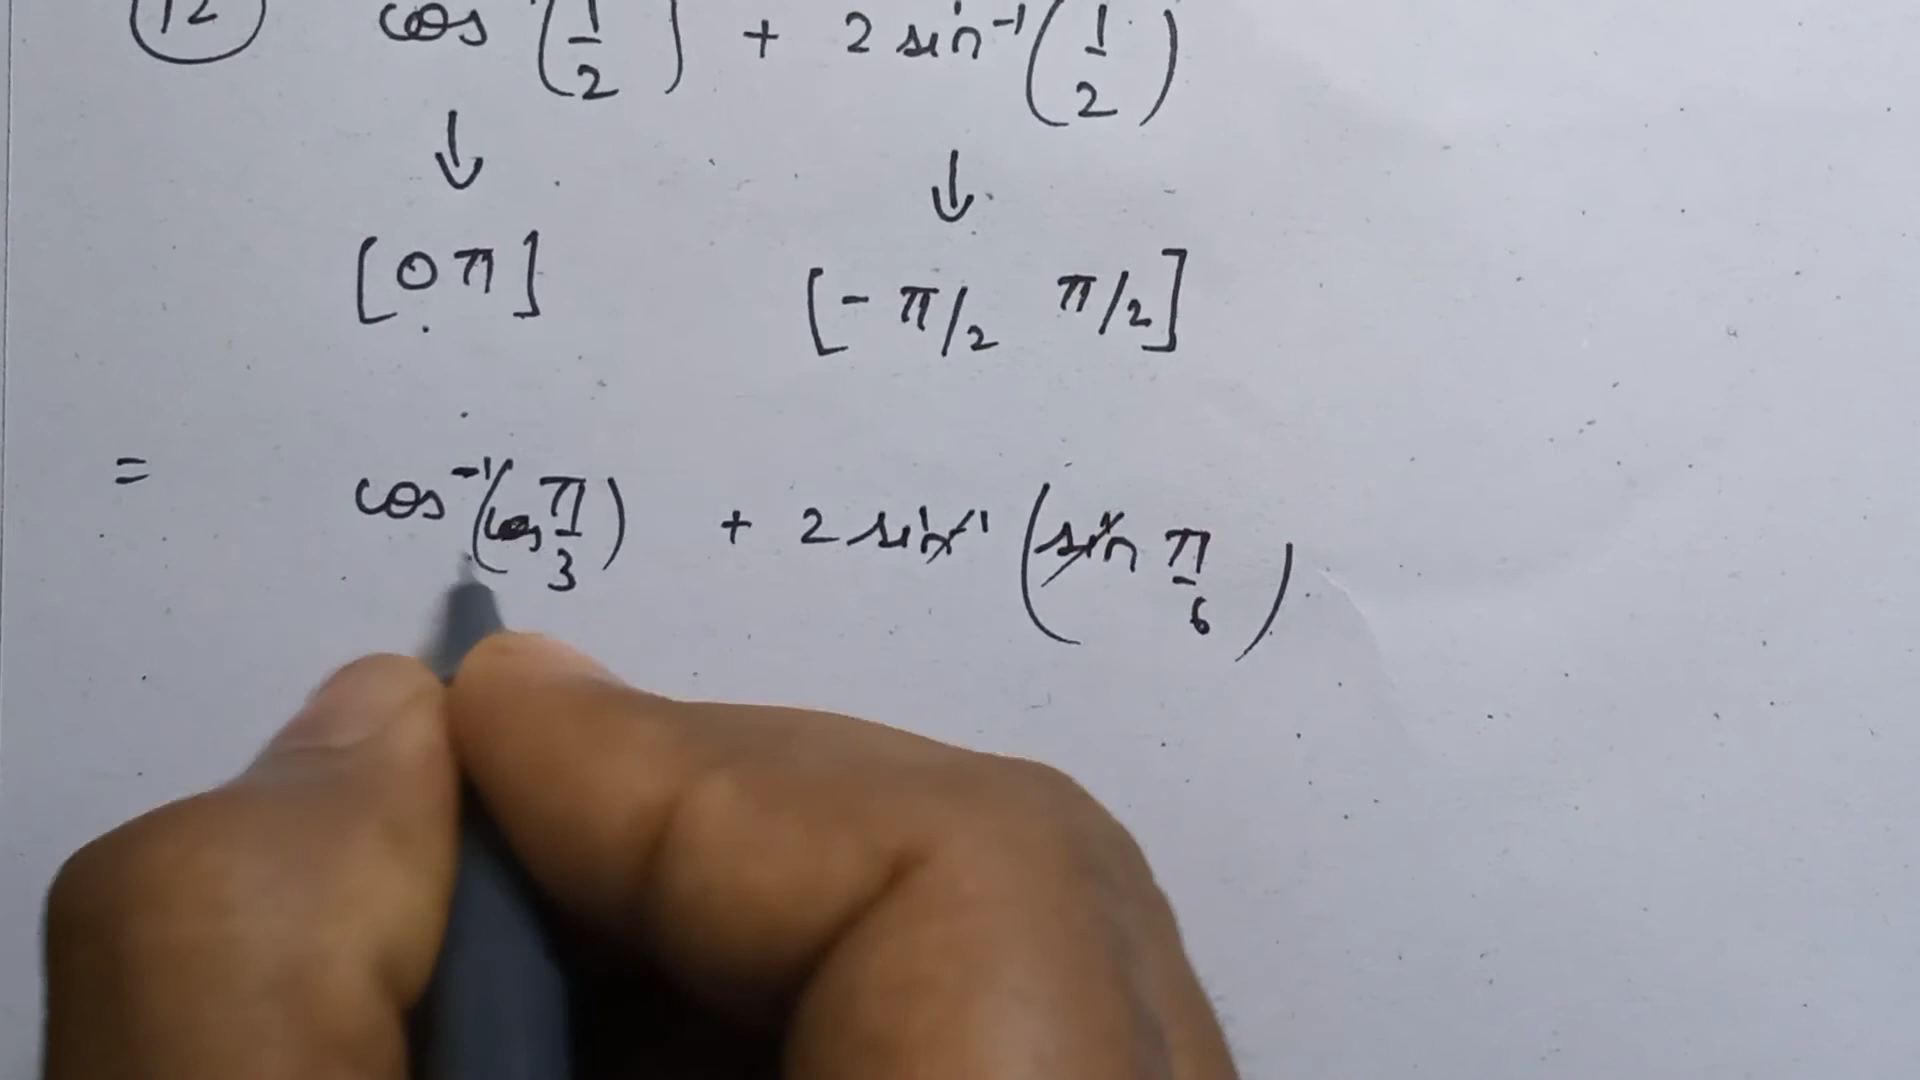 12 cos (1/2) + 2 sin⁻¹ (1/2)
↓ ↓
[0 π] [-π/2 π/2]
= cos⁻¹(cos π/3) + 2 sin⁻¹ (sin π/6)